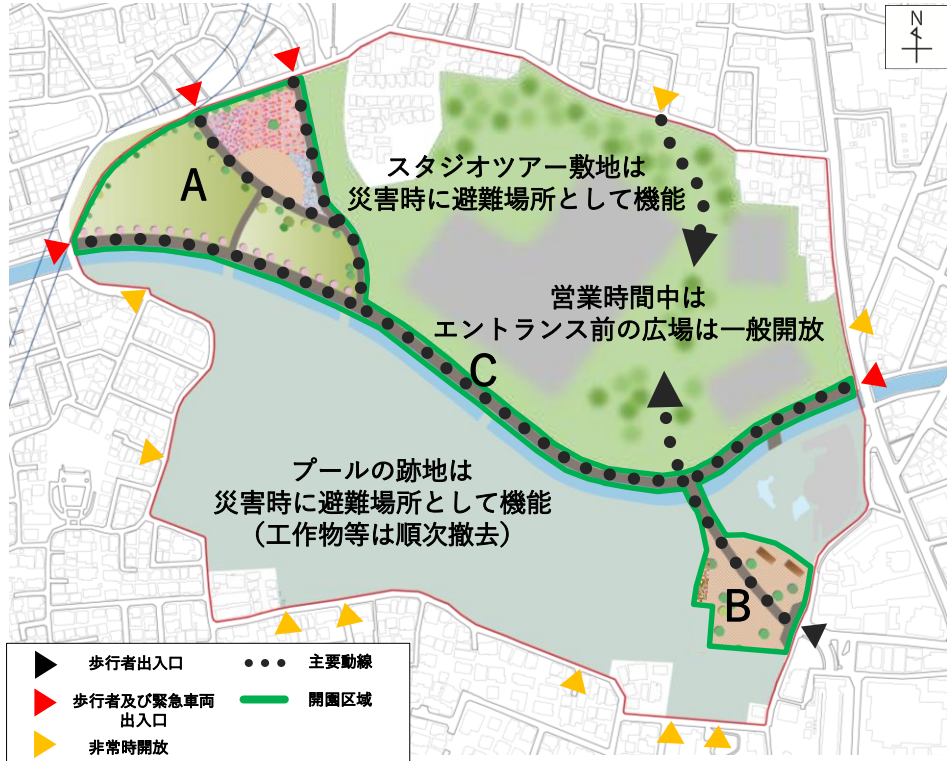 N
スタジオツアー敷地は
災害時に避難場所として機能
A
営業時間中は
エントランス前の広場は一般開放
C
プールの跡地は
災害時に避難場所として機能
(工作物等は順次撤去)
B
歩行者出入口
主要動線
歩行者及び緊急車両
出入口
開園区域
非常時開放